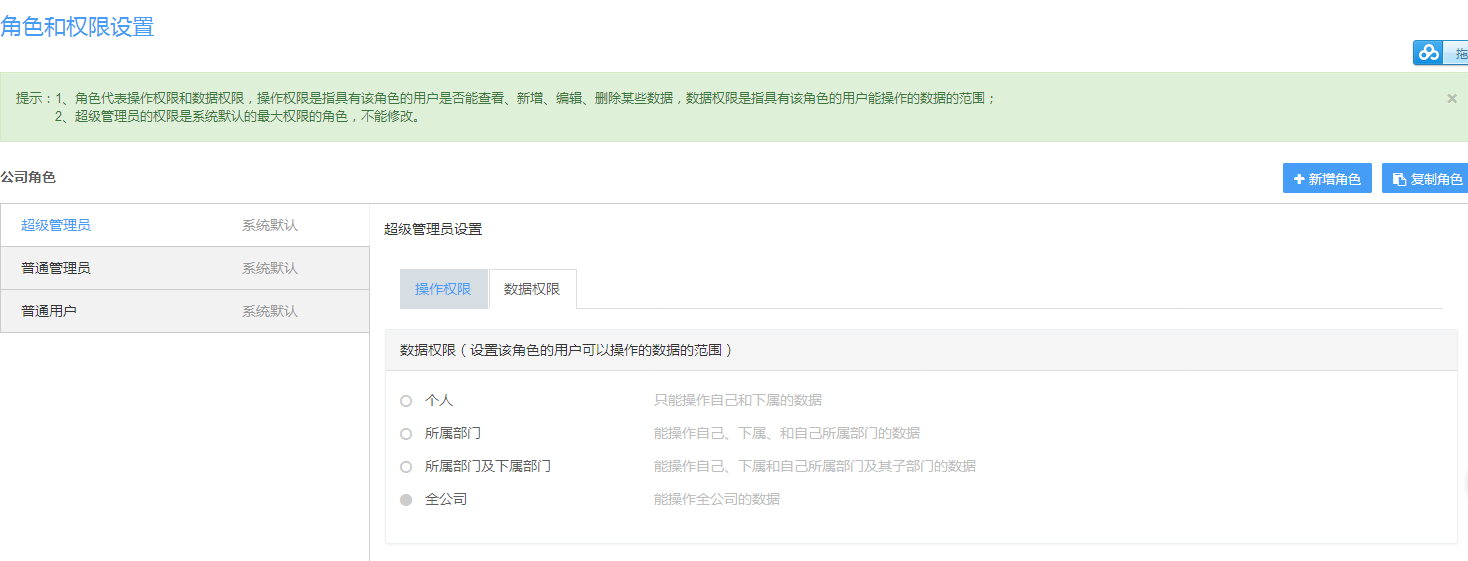 角色和权限设置
拖
提示：1、角色代表操作权限和数据权限，操作权限是指具有该角色的用户是否能查看、新增、编辑、删除某些数据，数据权限是指具有该角色的用户能操作的数据的范围；
2、超级管理员的权限是系统默认的最大权限的角色，不能修改。
公司角色
新增角色 复制角色
超级管理员 系统默认
普通管理员 系统默认
普通用户 系统默认
超级管理员设置
操作权限 数据权限
数据权限（设置该角色的用户可以操作的数据的范围）
个人 只能操作自己和下属的数据
所属部门 能操作自己、下属、和自己所属部门的数据
所属部门及下属部门 能操作自己、下属和自己所属部门及其子部门的数据
全公司 能操作全公司的数据